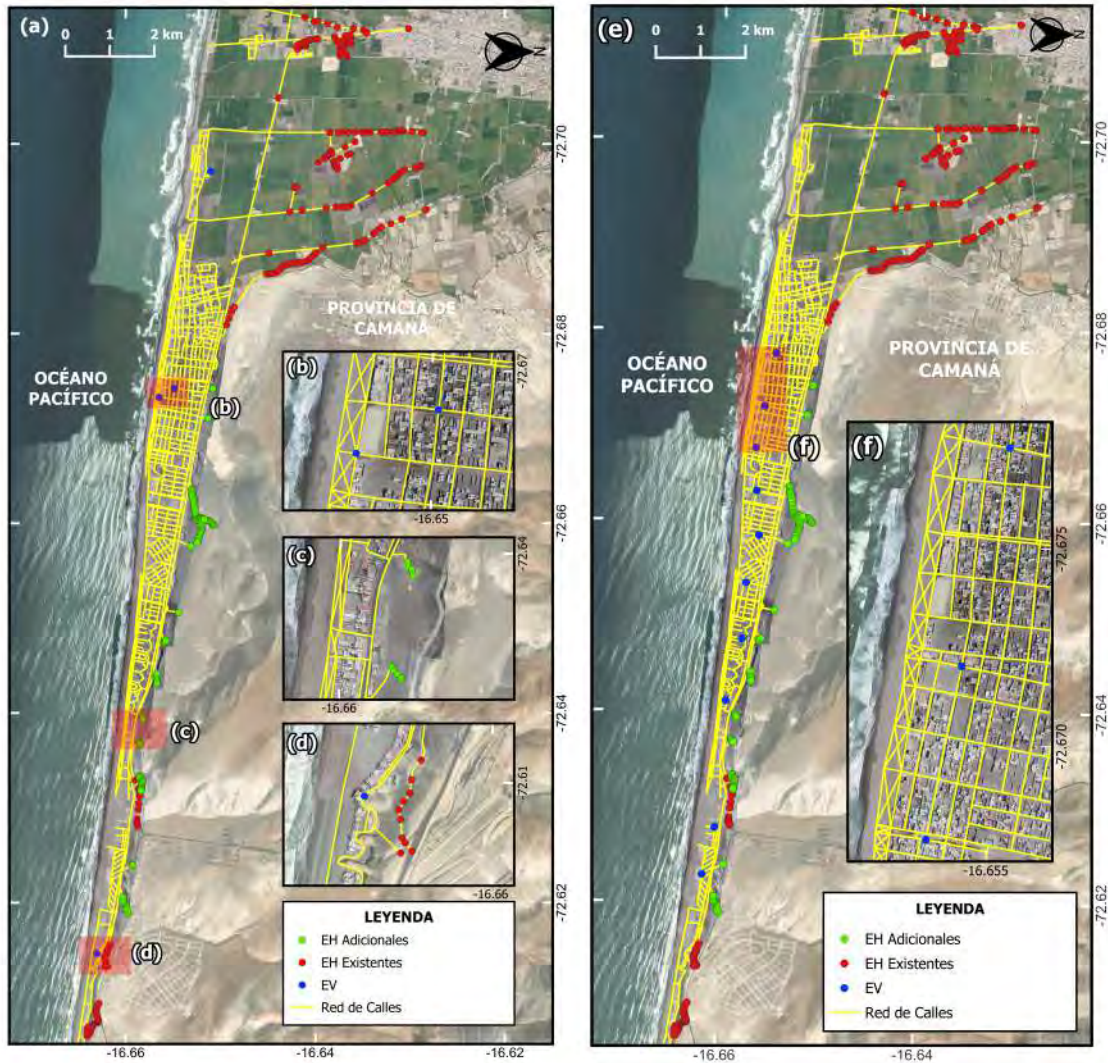 (a)
0 1 2 km
N
-72.70
-72.68
PROVINCIA DE
CAMANÁ
OCÉANO
PACÍFICO
(b)
(b)
-72.67
-16.65
-72.66
(c)
-72.64
-16.66
-72.64
(c)
(d)
-72.61
-16.66
-72.62
(d)
LEYENDA
EH Adicionales
EH Existentes
EV
Red de Calles
-16.66
-16.64
-16.62
(e)
0 1 2 km
N
-72.70
-72.68
PROVINCIA DE
CAMANÁ
OCÉANO
PACÍFICO
(f)
(f)
-72.675
-72.670
-16.655
-72.66
-72.64
-72.62
LEYENDA
EH Adicionales
EH Existentes
EV
Red de Calles
-16.66
-16.64
-16.62